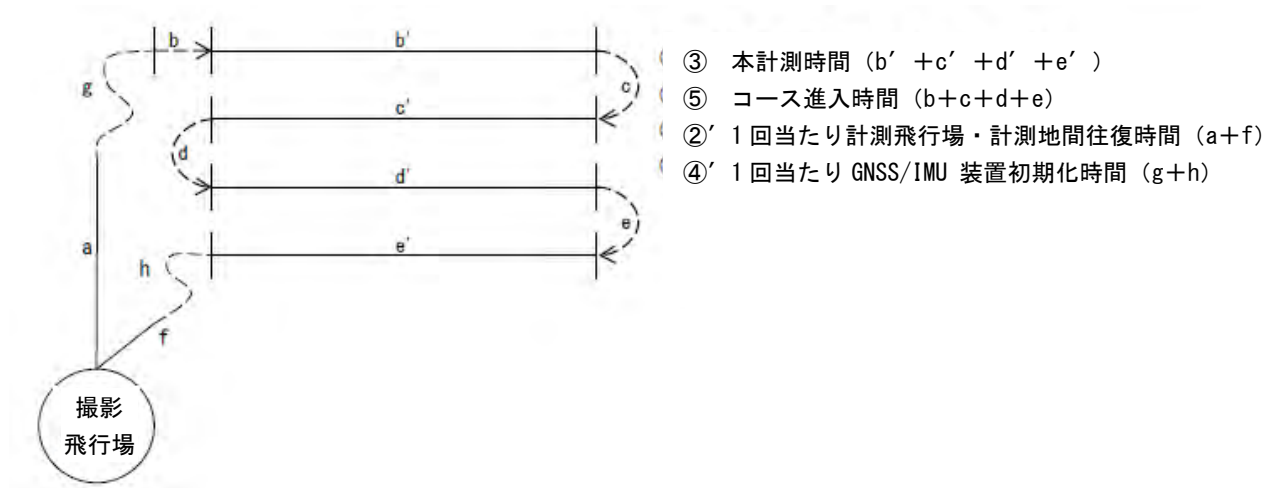 b
b'
g
c
c'
d
d'
e
a
e'
h
f
撮影
飛行場
③ 本計測時間（b′+c′+d′+e′）
⑤ コース進入時間（b+c+d+e）
②′1回当たり計測飛行場・計測地間往復時間（a+f）
④′1回当たり GNSS/IMU 装置初期化時間（g+h）